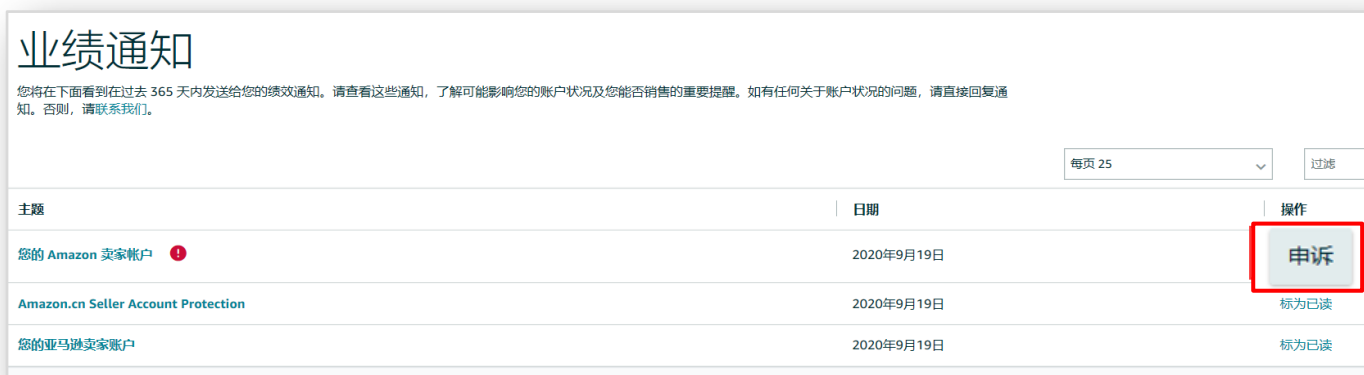 业绩通知
您将在下面看到在过去 365 天内发送给您的绩效通知。请查看这些通知，了解可能影响您的账户状况及您能否销售的重要提醒。如有任何关于账户状况的问题，请直接回复通
知。否则，请联系我们。
每页 25 过滤
主题 日期 操作
您的 Amazon 卖家帐户 2020年9月19日 申诉
Amazon.cn Seller Account Protection 2020年9月19日 标为已读
您的亚马逊卖家账户 2020年9月19日 标为已读